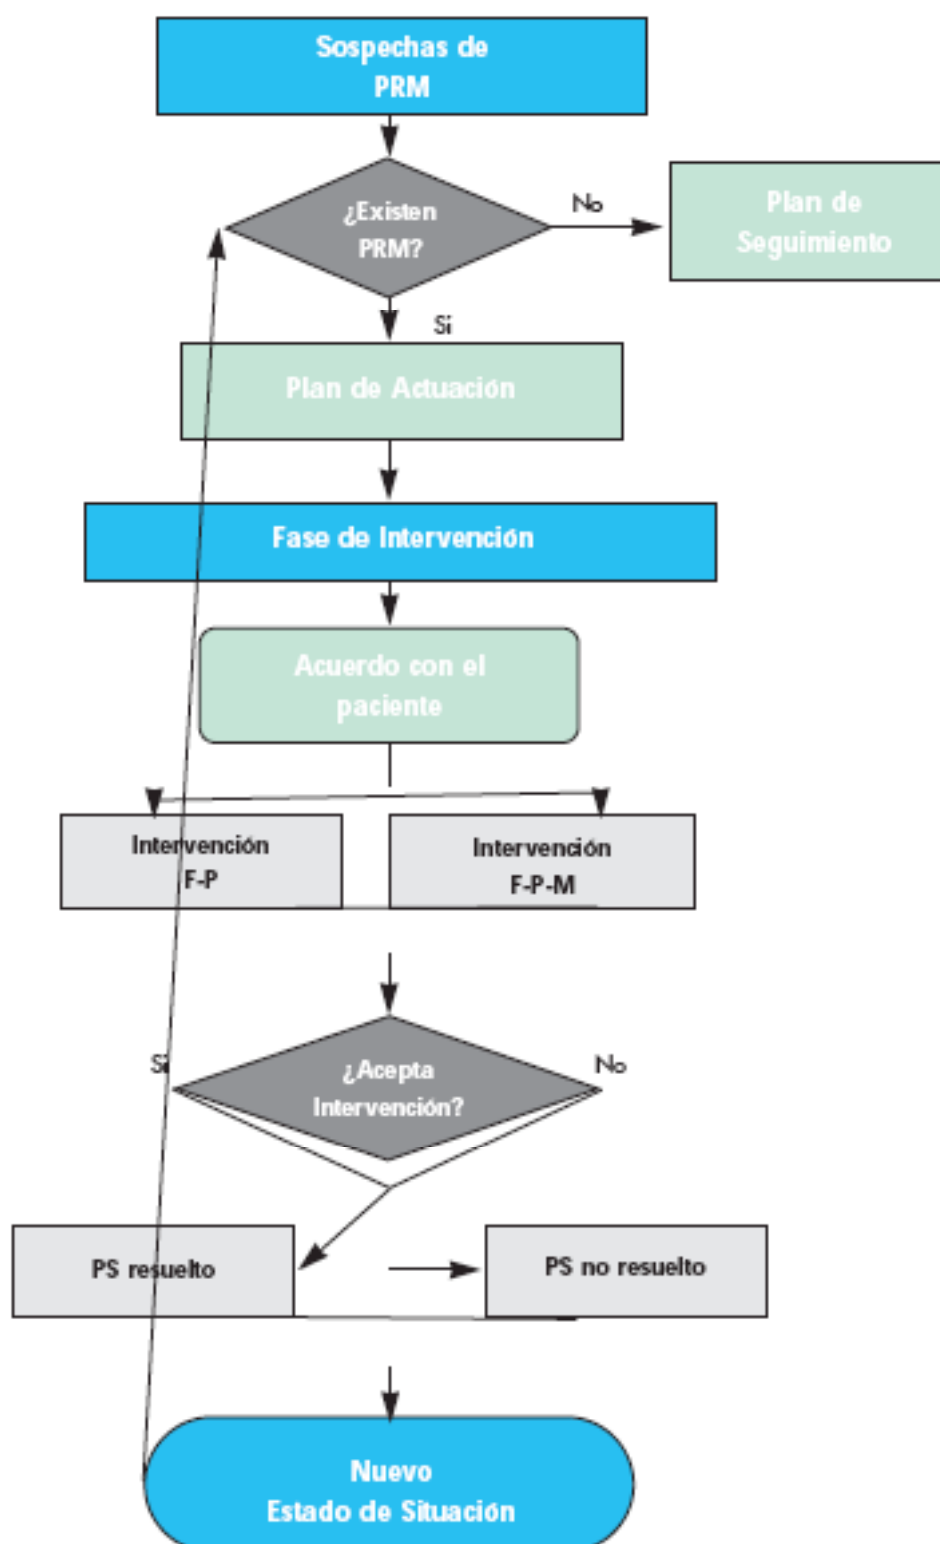 Sospechas de
PRM
¿Existen
PRM?
No
Plan de
Seguimiento
Si
Plan de Actuación
Fase de Intervención
Acuerdo con el
paciente
Intervención
F-P
Intervención
F-P-M
Si
¿Acepta
Intervención?
No
PS resuelto
PS no resuelto
Nuevo
Estado de Situación